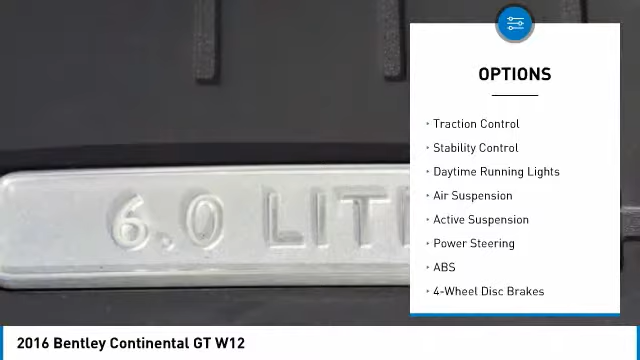 6.0 LIT
OPTIONS
Traction Control
Stability Control
Daytime Running Lights
Air Suspension
Active Suspension
Power Steering
ABS
4-Wheel Disc Brakes
2016 Bentley Continental GT W12